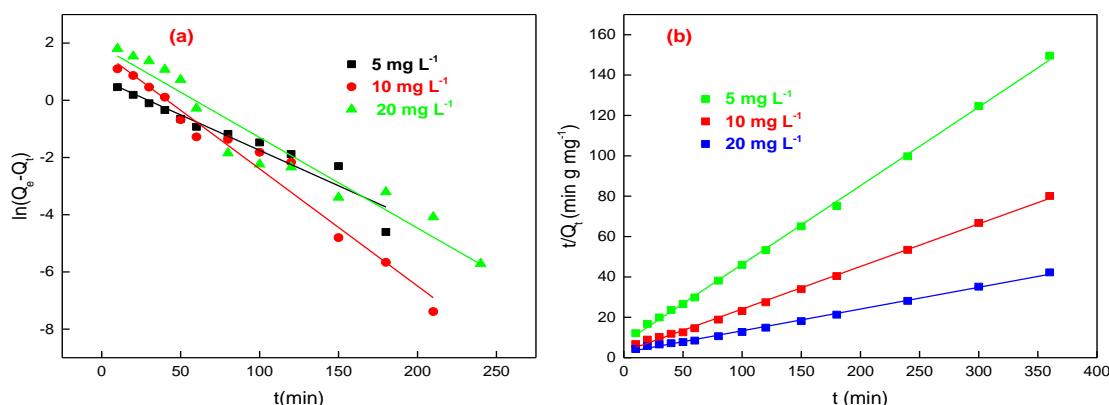 (a)
5 mg L⁻¹
10 mg L⁻¹
20 mg L⁻¹
ln(Qₑ-Qₜ)
2
0
-2
-4
-6
-8
0 50 100 150 200 250
t(min)
(b)
5 mg L⁻¹
10 mg L⁻¹
20 mg L⁻¹
t/Qₜ (min g mg⁻¹)
160
140
120
100
80
60
40
20
0
0 50 100 150 200 250 300 350 400
t (min)